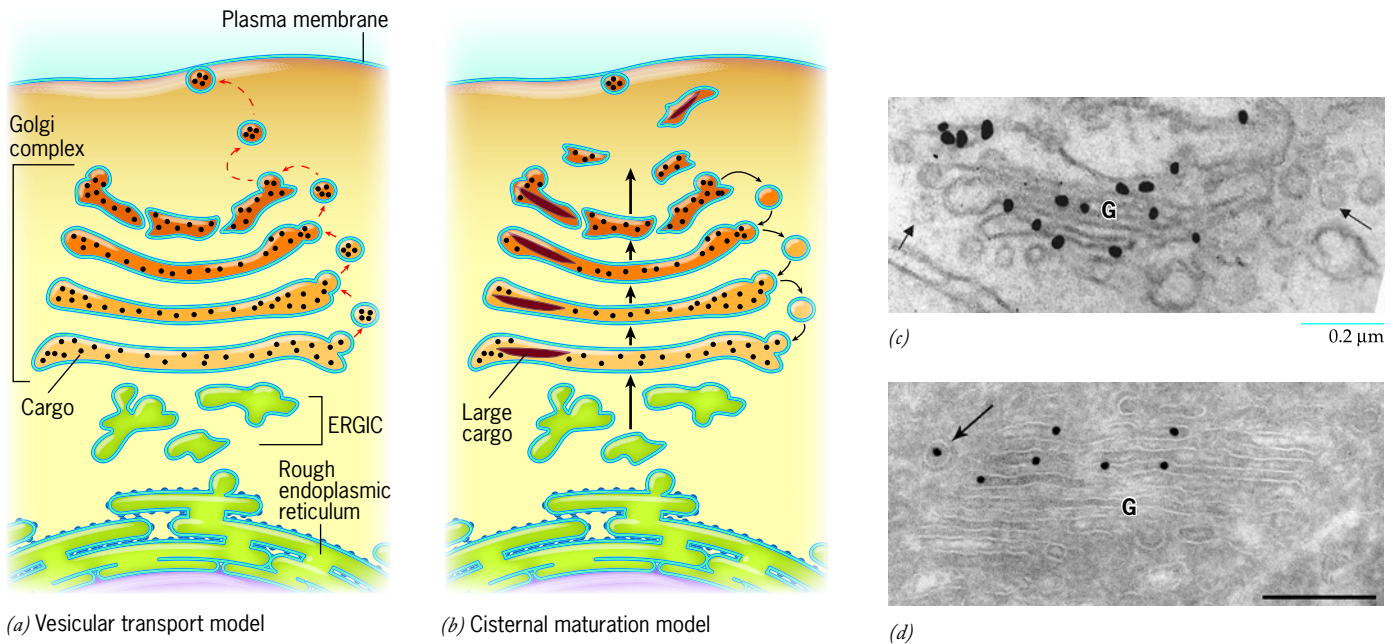 Plasma membrane
Golgi
complex
Cargo
ERGIC
Rough
endoplasmic
reticulum
(a) Vesicular transport model
Large
cargo
(b) Cisternal maturation model
G
(c)
0.2 µm
G
(d)